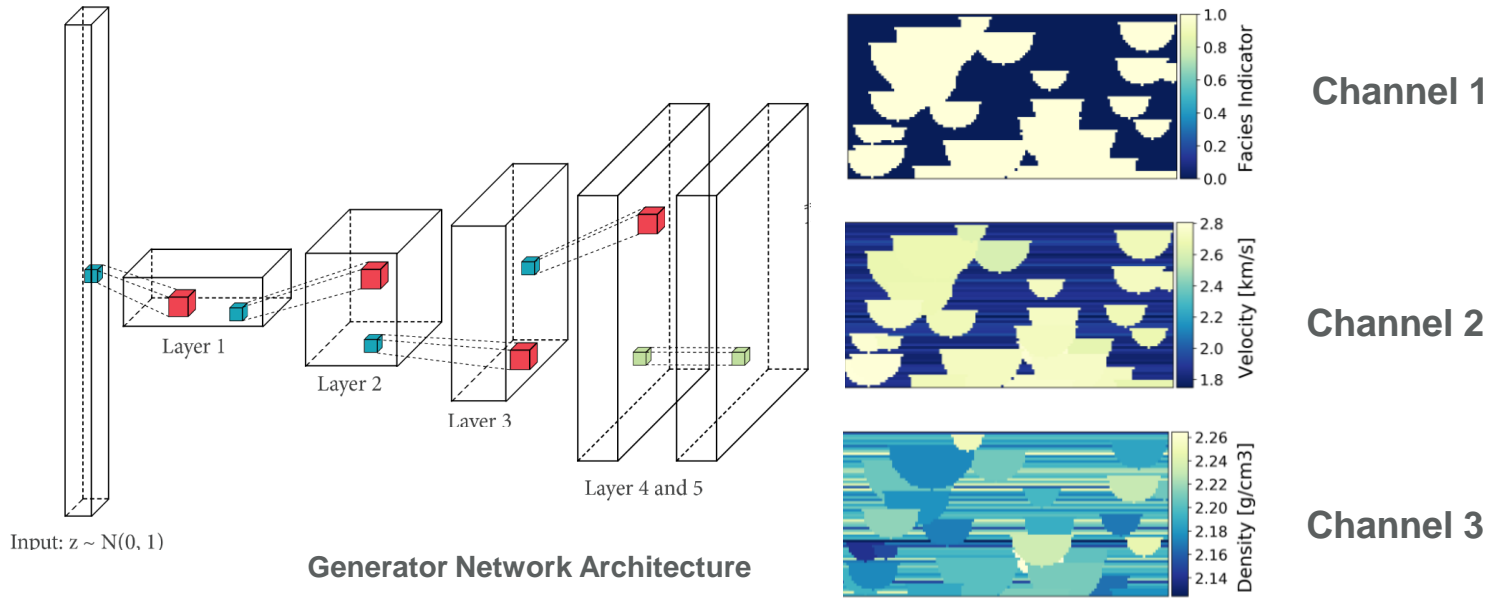 Input: z ~ N(0, 1)
Layer 1
Layer 2
Layer 3
Layer 4 and 5
Generator Network Architecture
1.0
0.8
0.6
0.4
0.2
0.0
Facies Indicator
Channel 1
2.8
2.6
2.4
2.2
2.0
1.8
Velocity [km/s]
Channel 2
2.26
2.24
2.22
2.20
2.18
2.16
2.14
Density [g/cm3]
Channel 3